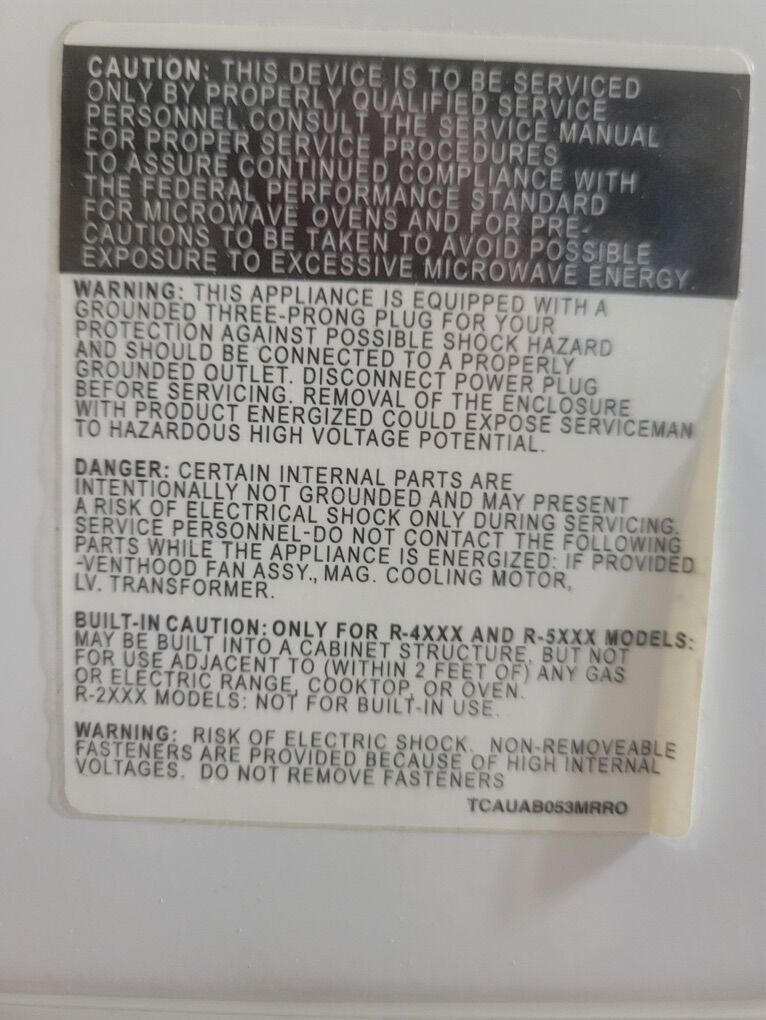 CAUTION: THIS DEVICE IS TO BE SERVICED
ONLY BY PROPERLY QUALIFIED SERVICE
PERSONNEL, CONSULT THE SERVICE MANUAL
FOR PROPER SERVICE PROCEDURES
TO ASSURE CONTINUED COMPLIANCE WITH
THE FEDERAL PERFORMANCE STANDARD
FOR MICROWAVE OVENS AND FOR PRE-
CAUTIONS TO BE TAKEN TO AVOID POSSIBLE
EXPOSURE TO EXCESSIVE MICROWAVE ENERGY.
WARNING: THIS APPLIANCE IS EQUIPPED WITH A
GROUNDED THREE-PRONG PLUG FOR YOUR
PROTECTION AGAINST POSSIBLE SHOCK HAZARD
AND SHOULD BE CONNECTED TO A PROPERLY
GROUNDED OUTLET. DISCONNECT POWER PLUG
BEFORE SERVICING. REMOVAL OF THE ENCLOSURE
WITH PRODUCT ENERGIZED COULD EXPOSE SERVICEMAN
TO HAZARDOUS HIGH VOLTAGE POTENTIAL.
DANGER: CERTAIN INTERNAL PARTS ARE
INTENTIONALLY NOT GROUNDED AND MAY PRESENT
A RISK OF ELECTRICAL SHOCK ONLY DURING SERVICING.
SERVICE PERSONNEL-DO NOT CONTACT THE FOLLOWING
PARTS WHILE THE APPLIANCE IS ENERGIZED: IF PROVIDED
-VENTHOOD FAN ASSY., MAG. COOLING MOTOR,
LV. TRANSFORMER.
BUILT-IN CAUTION: ONLY FOR R-4XXX AND R-5XXX MODELS:
MAY BE BUILT INTO A CABINET STRUCTURE, BUT NOT
FOR USE ADJACENT TO (WITHIN 2 FEET OF) ANY GAS
OR ELECTRIC RANGE, COOKTOP, OR OVEN.
R-2XXX MODELS: NOT FOR BUILT-IN USE.
WARNING: RISK OF ELECTRIC SHOCK. NON-REMOVEABLE
FASTENERS ARE PROVIDED BECAUSE OF HIGH INTERNAL
VOLTAGES. DO NOT REMOVE FASTENERS
TCAUAB053MRRO